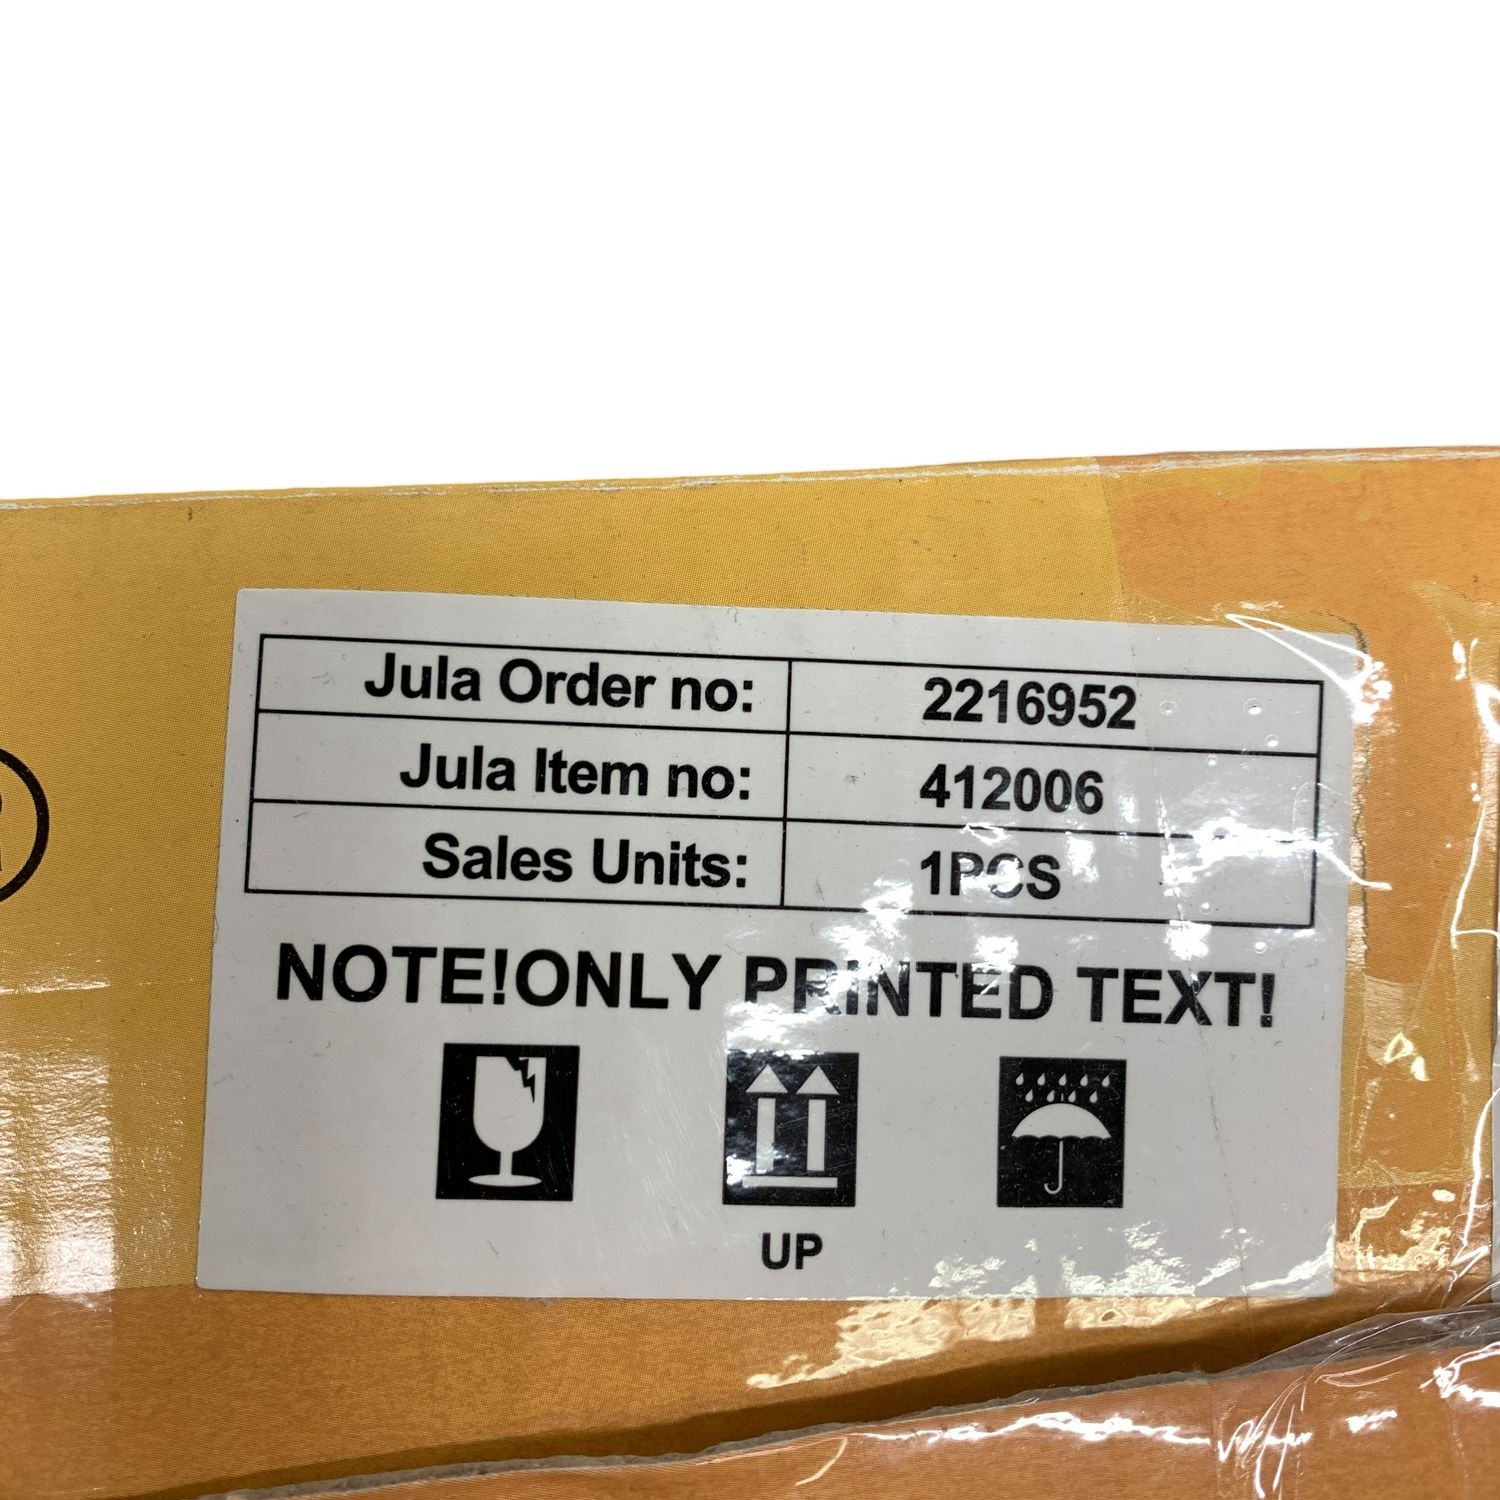 Jula Order no: 2216952
Jula Item no: 412006
Sales Units: 1PCS
NOTE!ONLY PRINTED TEXT!
UP